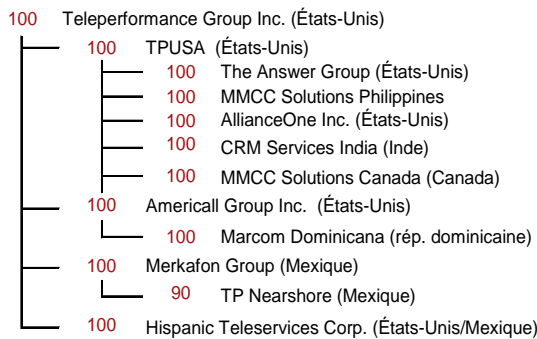 100 Teleperformance Group Inc. (États-Unis)
100 TPUSA (États-Unis)
100 The Answer Group (États-Unis)
100 MMCC Solutions Philippines
100 AllianceOne Inc. (États-Unis)
100 CRM Services India (Inde)
100 MMCC Solutions Canada (Canada)
100 Americall Group Inc. (États-Unis)
100 Marcom Dominicana (rép. dominicaine)
100 Merkafon Group (Mexique)
90 TP Nearshore (Mexique)
100 Hispanic Teleservices Corp. (États-Unis/Mexique)